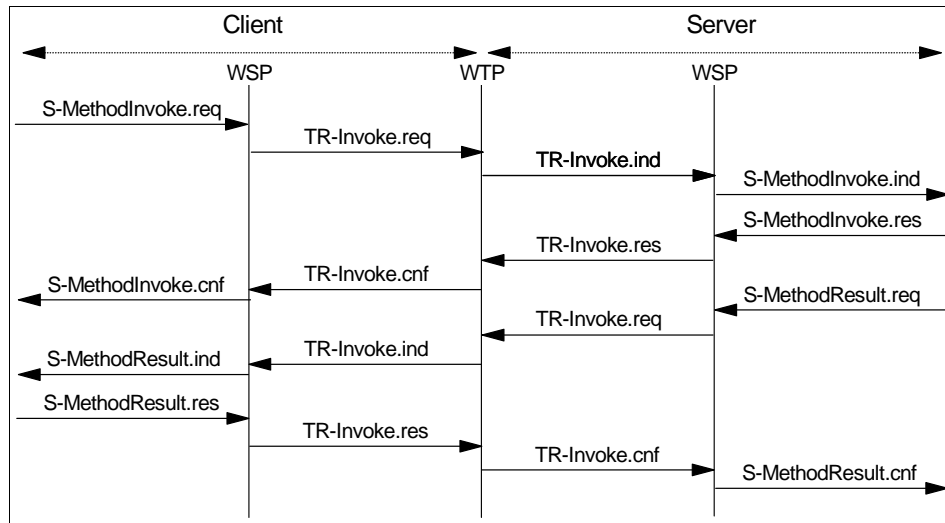 Client Server
WSP WTP WSP
S-MethodInvoke.req
TR-Invoke.req
TR-Invoke.ind
S-MethodInvoke.ind
S-MethodInvoke.res
TR-Invoke.res
TR-Invoke.cnf
S-MethodInvoke.cnf
S-MethodResult.req
TR-Invoke.req
TR-Invoke.ind
S-MethodResult.ind
S-MethodResult.res
TR-Invoke.res
TR-Invoke.cnf
S-MethodResult.cnf